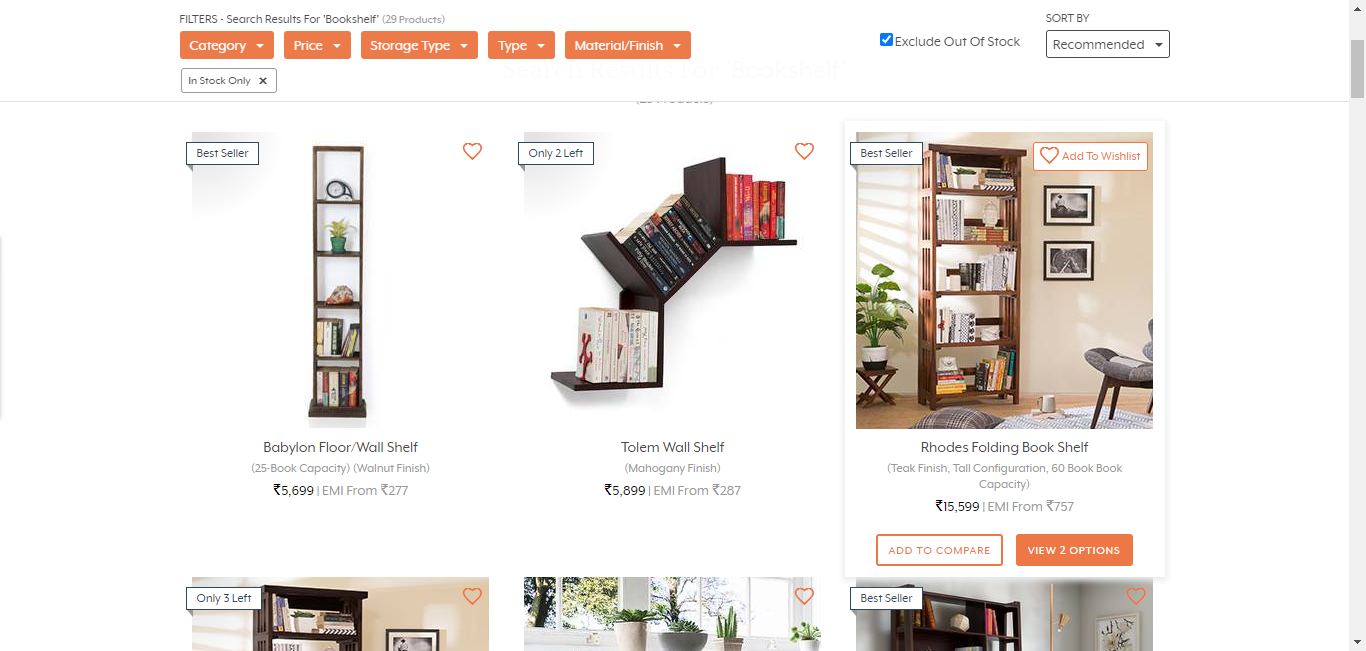 FILTERS - Search Results For 'Bookshelf' (29 Products)
SORT BY
Category
Price
Storage Type
Type
Material/Finish
Exclude Out Of Stock
Recommended
In Stock Only ✕
Search Results For 'Bookshelf'
Best Seller
Only 2 Left
Best Seller
Add To Wishlist
Babylon Floor/Wall Shelf
(25-Book Capacity) (Walnut Finish)
₹5,699 | EMI From ₹277
Tolem Wall Shelf
(Mahogany Finish)
₹5,899 | EMI From ₹287
Rhodes Folding Book Shelf
(Teak Finish, Tall Configuration, 60 Book Book
Capacity)
₹15,599 | EMI From ₹757
ADD TO COMPARE
VIEW 2 OPTIONS
Only 3 Left
Best Seller